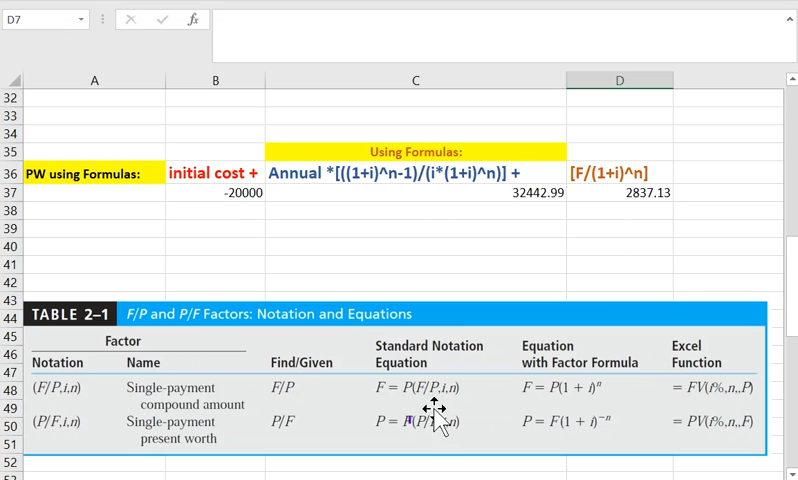 D7
fx
A B C D
32
33
34
35 Using Formulas:
36 PW using Formulas: initial cost + Annual *[((1+i)^n-1)/(i*(1+i)^n)] + [F/(1+i)^n]
37 -20000 32442.99 2837.13
38
39
40
41
42
43
44 TABLE 2–1 F/P and P/F Factors: Notation and Equations
45 Factor Standard Notation Equation Excel
46 Notation Name Find/Given Equation with Factor Formula Function
47
48 (F/P,i,n) Single-payment F/P F = P(F/P,i,n) F = P(1 + i)ⁿ = FV(i%,n,,P)
49 compound amount
50 (P/F,i,n) Single-payment P/F P = F(P/ n) P = F(1 + i)⁻ⁿ = PV(i%,n,,F)
51 present worth
52